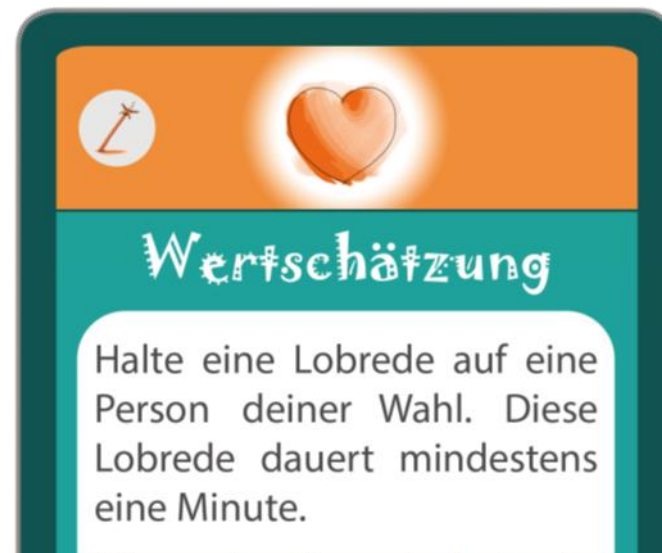 Wertschätzung
Halte eine Lobrede auf eine
Person deiner Wahl. Diese
Lobrede dauert mindestens
eine Minute.